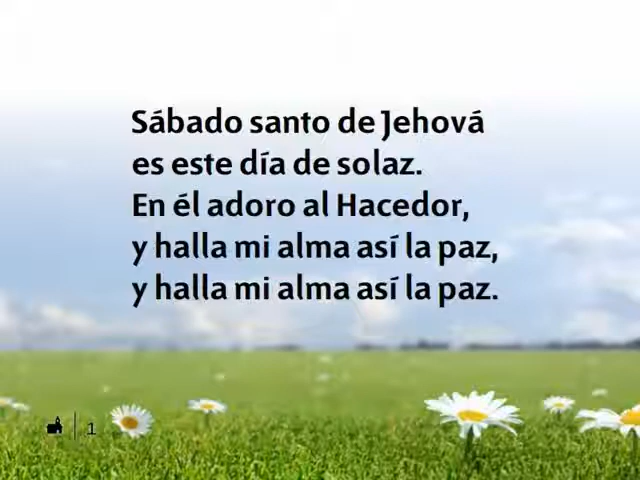 Sábado santo de Jehová
es este día de solaz.
En él adoro al Hacedor,
y halla mi alma así la paz,
y halla mi alma así la paz.
1